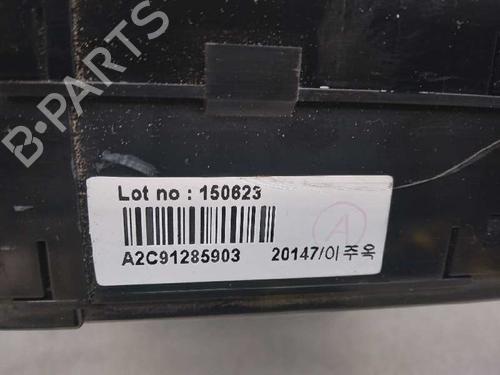 B-PARTS
Lot no : 150623
A
A2C91285903 20147/이주옥